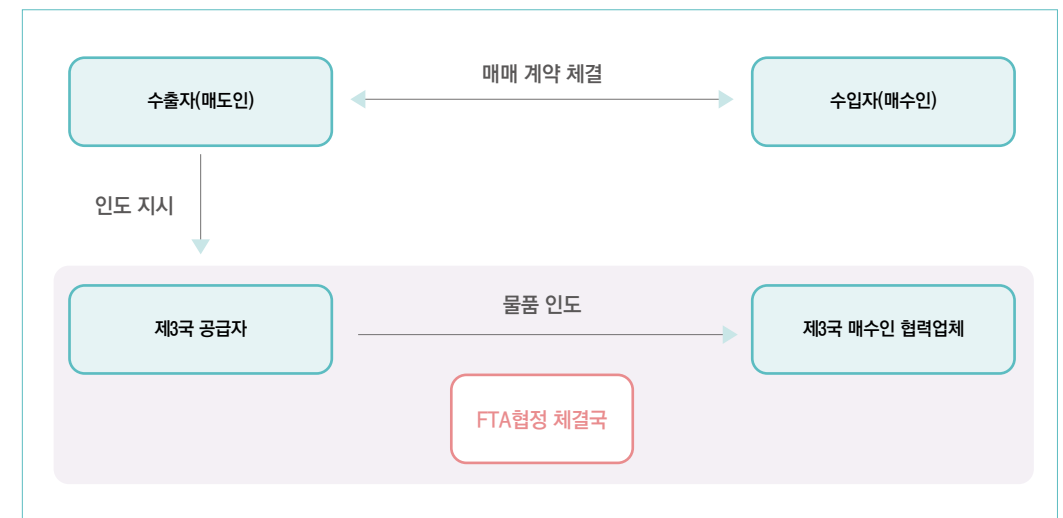 매매 계약 체결
수출자(매도인)
수입자(매수인)
인도 지시
물품 인도
제3국 공급자
제3국 매수인 협력업체
FTA협정 체결국